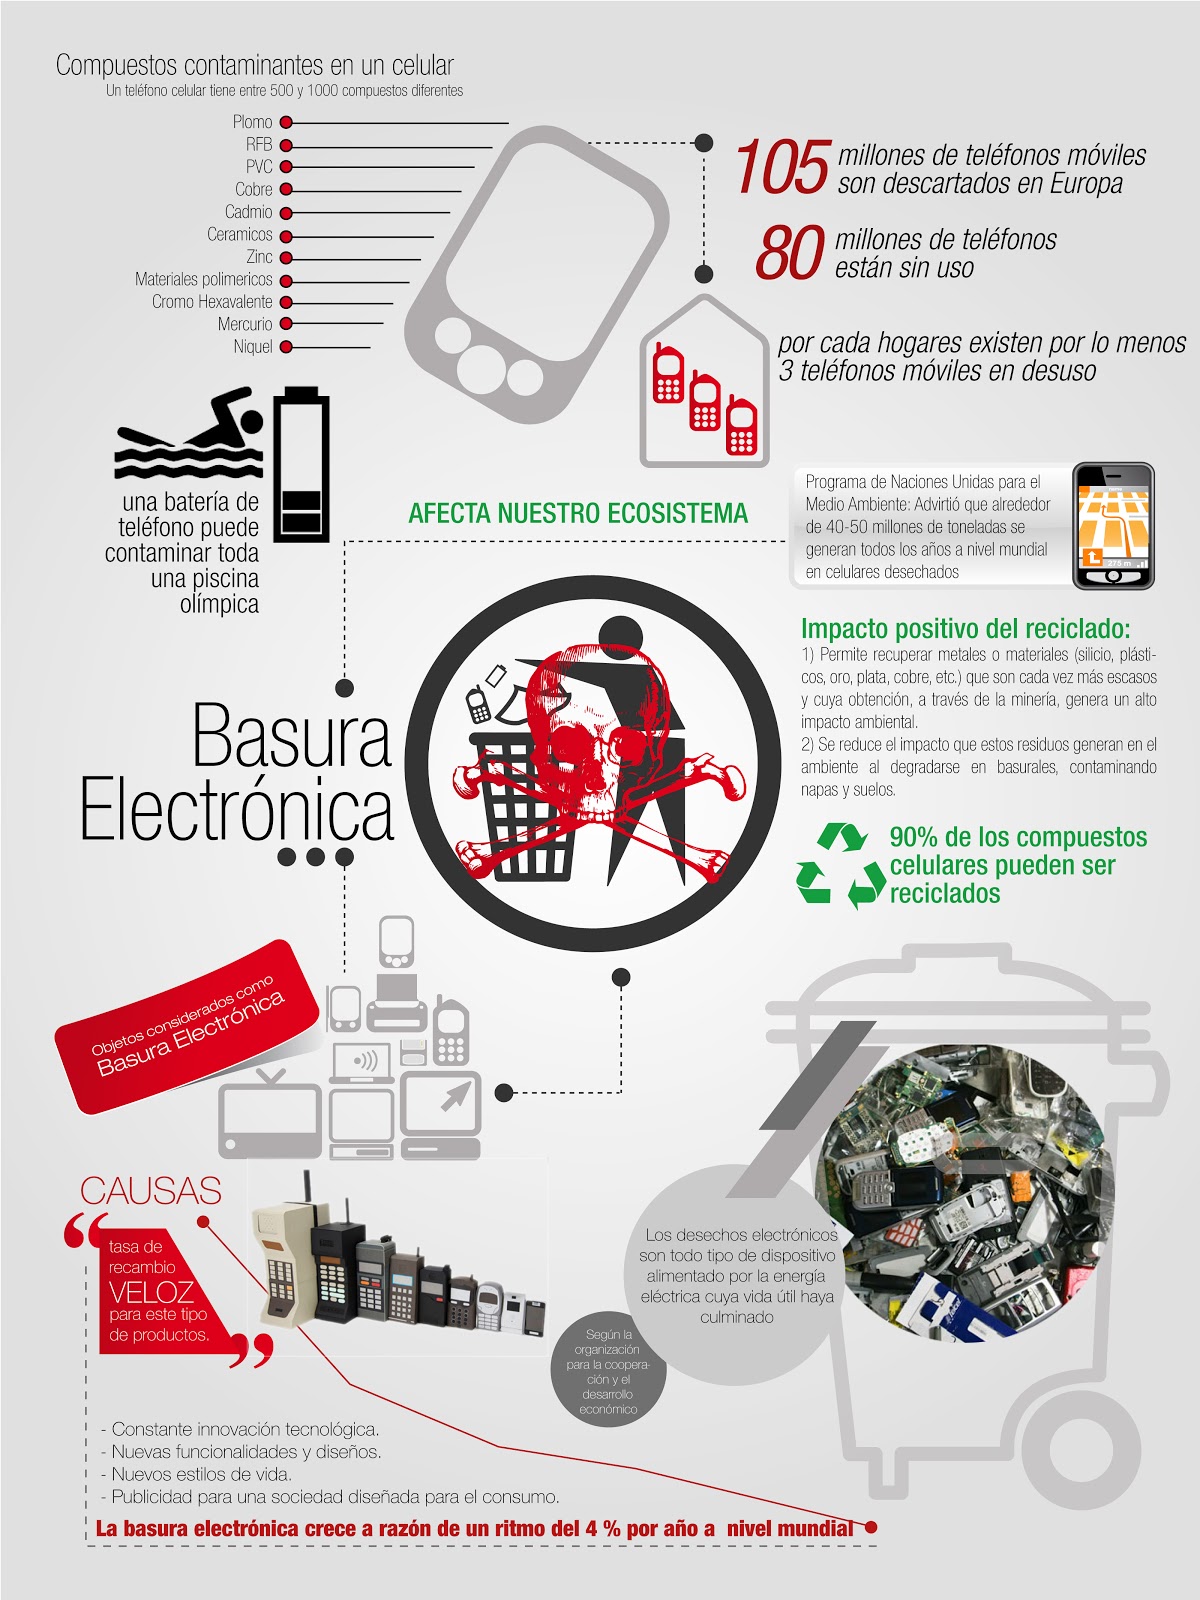 Compuestos contaminantes en un celular
Un teléfono celular tiene entre 500 y 1000 compuestos diferentes
Plomo
RFB
PVC
Cobre
Cadmio
Ceramicos
Zinc
Materiales polimericos
Cromo Hexavalente
Mercurio
Niquel
105 millones de teléfonos móviles
son descartados en Europa
80 millones de teléfonos
están sin uso
por cada hogares existen por lo menos
3 teléfonos móviles en desuso
una batería de
teléfono puede
contaminar toda
una piscina
olímpica
AFECTA NUESTRO ECOSISTEMA
Programa de Naciones Unidas para el
Medio Ambiente: Advirtió que alrededor
de 40-50 millones de toneladas se
generan todos los años a nivel mundial
en celulares desechados
275 m
Impacto positivo del reciclado:
1) Permite recuperar metales o materiales (silicio, plásti-
cos, oro, plata, cobre, etc.) que son cada vez más escasos
y cuya obtención, a través de la minería, genera un alto
impacto ambiental.
2) Se reduce el impacto que estos residuos generan en el
ambiente al degradarse en basurales, contaminando
napas y suelos.
Basura
Electrónica
90% de los compuestos
celulares pueden ser
reciclados
Objetos considerados como
Basura Electrónica
CAUSAS
tasa de
recambio
VELOZ
para este tipo
de productos.
Los desechos electrónicos
son todo tipo de dispositivo
alimentado por la energía
eléctrica cuya vida útil haya
culminado
Según la
organización
para la coopera-
ción y el
desarrollo
económico
- Constante innovación tecnológica.
- Nuevas funcionalidades y diseños.
- Nuevos estilos de vida.
- Publicidad para una sociedad diseñada para el consumo.
La basura electrónica crece a razón de un ritmo del 4 % por año a nivel mundial